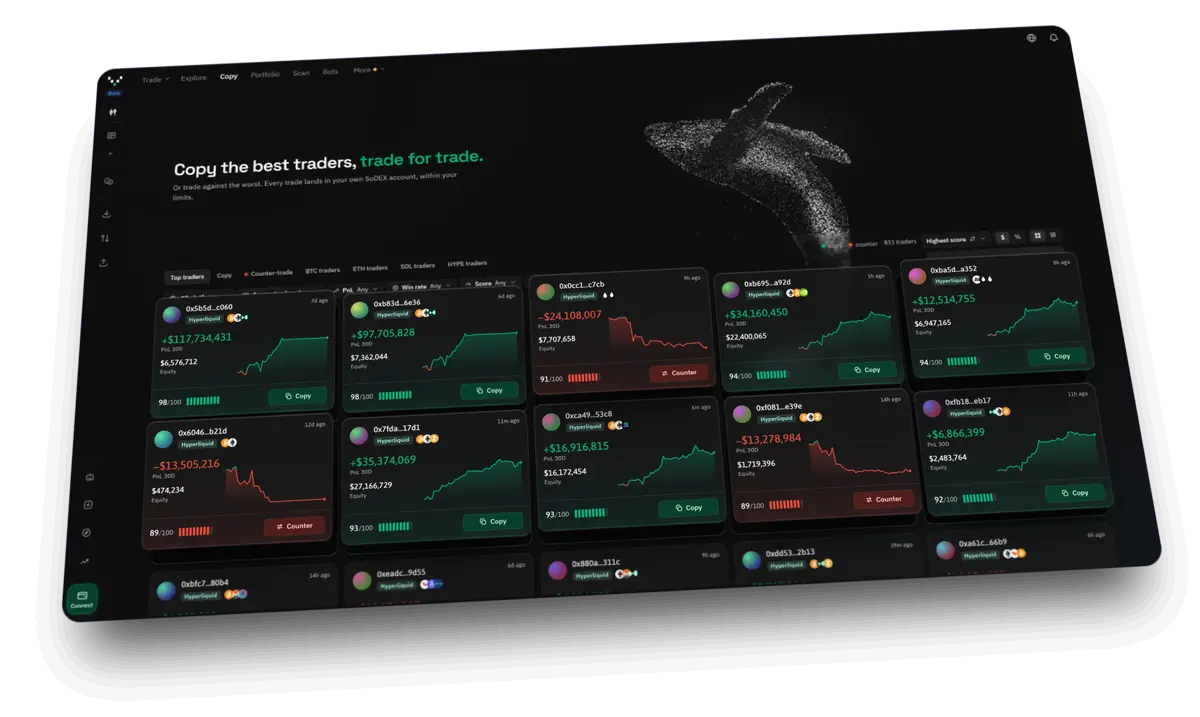 Trade Explore Copy Portfolio Scan Bots More
Beta
Copy the best traders, trade for trade.
Or trade against the worst. Every trade lands in your own SoDEX account, within your
limits.
counter 833 traders Highest score $ %
Top traders Copy Counter-trade BTC traders ETH traders SOL traders HYPE traders
PnL Any Win rate Any Score Any
0x5b5d...c060 7d ago
Hyperliquid
+$117,734,431
PnL 30D
$6,576,712
Equity
98/100 Copy
0xb83d...6e36 6d ago
Hyperliquid
+$97,705,828
PnL 30D
$7,362,044
Equity
98/100 Copy
0x0cc1...c7cb 9h ago
Hyperliquid
−$24,108,007
PnL 30D
$7,707,658
Equity
91/100 Counter
0xb695...a92d 5h ago
Hyperliquid
+$34,160,450
PnL 30D
$22,400,065
Equity
94/100 Copy
0xba5d...a352 9h ago
Hyperliquid
+$12,514,755
PnL 30D
$6,947,165
Equity
94/100 Copy
0x6046...b21d 12d ago
Hyperliquid
−$13,505,216
PnL 30D
$474,234
Equity
89/100 Counter
0x7fda...17d1 11m ago
Hyperliquid
+$35,374,069
PnL 30D
$27,166,729
Equity
93/100 Copy
0xca49...53c8 6m ago
Hyperliquid
+$16,916,815
PnL 30D
$16,172,454
Equity
93/100 Copy
0xf081...e39e 14h ago
Hyperliquid
−$13,278,984
PnL 30D
$1,719,396
Equity
89/100 Counter
0xfb18...eb17 11h ago
Hyperliquid
+$6,866,399
PnL 30D
$2,483,764
Equity
92/100 Copy
0xbfc7...80b4 14h ago
Hyperliquid
0xeadc...9d55 6d ago
Hyperliquid
0x880a...311c 9h ago
Hyperliquid
0xdd53...2b13 39m ago
Hyperliquid
0xa61c...66b9 6h ago
Hyperliquid
Connect